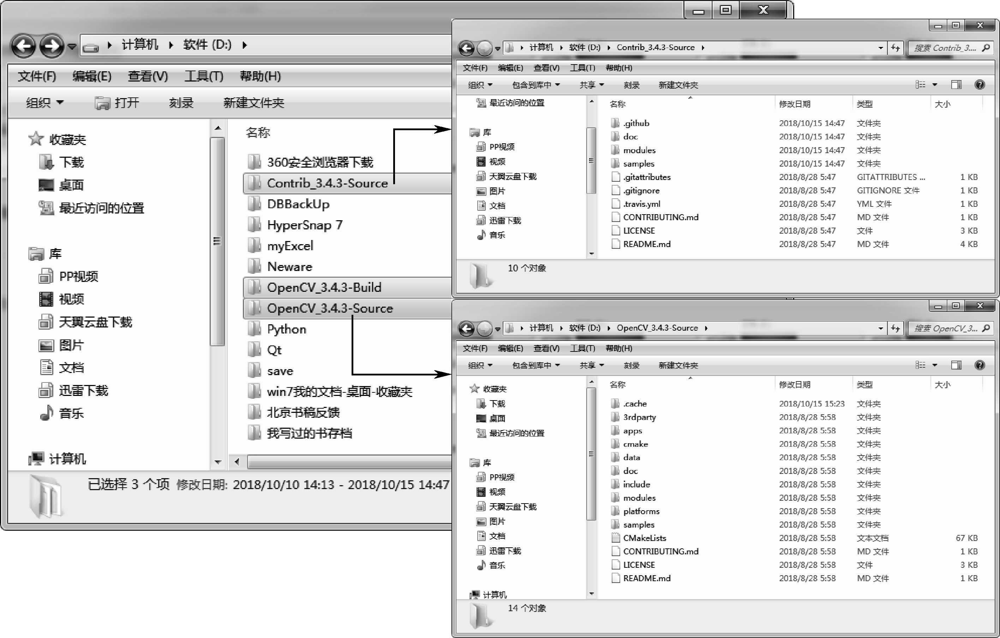 计算机 软件 (D:)
文件(F) 编辑(E) 查看(V) 工具(T) 帮助(H)
组织 打开 刻录 新建文件夹
收藏夹
下载
桌面
最近访问的位置
库
PP视频
视频
天翼云盘下载
图片
文档
迅雷下载
音乐
计算机
名称
360安全浏览器下载
Contrib_3.4.3-Source
DBBackUp
HyperSnap 7
myExcel
Neware
OpenCV_3.4.3-Build
OpenCV_3.4.3-Source
Python
Qt
save
win7我的文档-桌面-收藏夹
北京书稿反馈
我写过的书存档
已选择 3 个项 修改日期: 2018/10/10 14:13 - 2018/10/15 14:47
计算机 软件 (D:) Contrib_3.4.3-Source 搜索 Contrib_3....
文件(F) 编辑(E) 查看(V) 工具(T) 帮助(H)
组织 包含到库中 共享 刻录 新建文件夹
最近访问的位置
库
PP视频
视频
天翼云盘下载
图片
文档
迅雷下载
音乐
名称 修改日期 类型 大小
.github 2018/10/15 14:47 文件夹
doc 2018/10/15 14:47 文件夹
modules 2018/10/15 14:47 文件夹
samples 2018/10/15 14:47 文件夹
.gitattributes 2018/8/28 5:47 GITATTRIBUTES ... 1 KB
.gitignore 2018/8/28 5:47 GITIGNORE 文件 1 KB
.travis.yml 2018/8/28 5:47 YML 文件 1 KB
CONTRIBUTING.md 2018/8/28 5:47 MD 文件 1 KB
LICENSE 2018/8/28 5:47 文件 3 KB
README.md 2018/8/28 5:47 MD 文件 4 KB
10 个对象
计算机 软件 (D:) OpenCV_3.4.3-Source 搜索 OpenCV_3...
文件(F) 编辑(E) 查看(V) 工具(T) 帮助(H)
组织 包含到库中 共享 刻录 新建文件夹
收藏夹
下载
桌面
最近访问的位置
库
PP视频
视频
天翼云盘下载
图片
文档
迅雷下载
音乐
计算机
名称 修改日期 类型 大小
.cache 2018/10/15 15:23 文件夹
3rdparty 2018/8/28 5:58 文件夹
apps 2018/8/28 5:58 文件夹
cmake 2018/8/28 5:58 文件夹
data 2018/8/28 5:58 文件夹
doc 2018/8/28 5:58 文件夹
include 2018/8/28 5:58 文件夹
modules 2018/8/28 5:58 文件夹
platforms 2018/8/28 5:58 文件夹
samples 2018/8/28 5:58 文件夹
CMakeLists 2018/8/28 5:58 文本文档 67 KB
CONTRIBUTING.md 2018/8/28 5:58 MD 文件 1 KB
LICENSE 2018/8/28 5:58 文件 3 KB
README.md 2018/8/28 5:58 MD 文件 1 KB
14 个对象